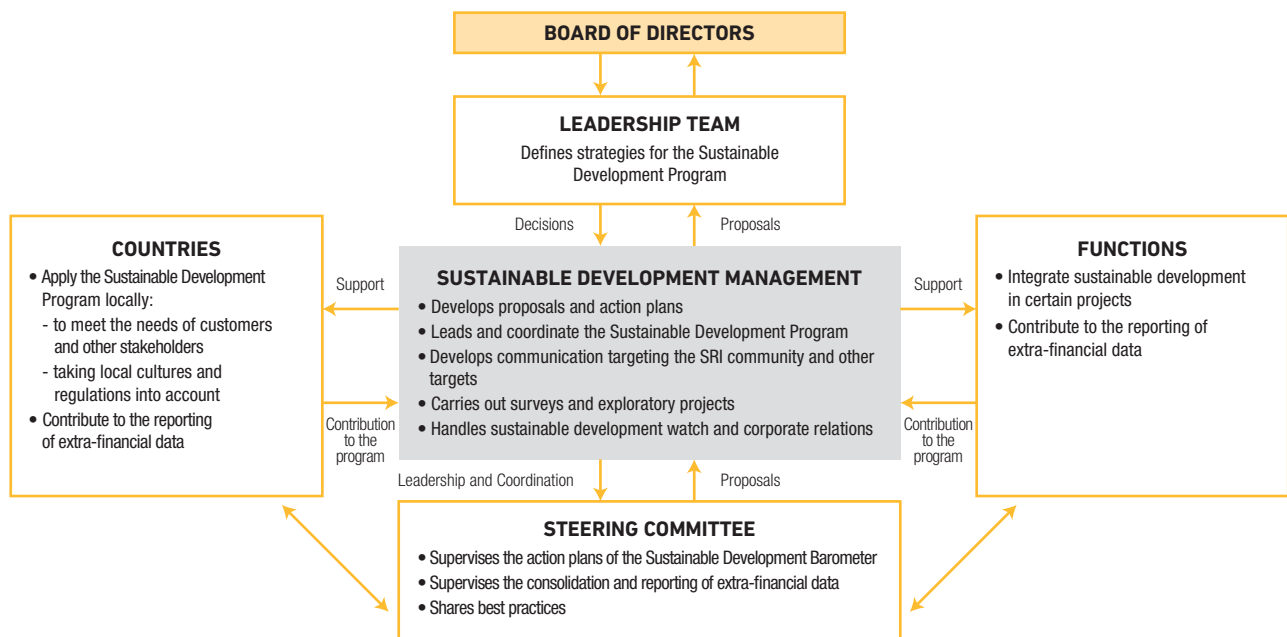 BOARD OF DIRECTORS
LEADERSHIP TEAM
Defines strategies for the Sustainable
Development Program
Decisions
Proposals
COUNTRIES
• Apply the Sustainable Development
Program locally:
- to meet the needs of customers
and other stakeholders
- taking local cultures and
regulations into account
• Contribute to the reporting
of extra-financial data
Support
Contribution
to the
program
SUSTAINABLE DEVELOPMENT MANAGEMENT
• Develops proposals and action plans
• Leads and coordinate the Sustainable Development Program
• Develops communication targeting the SRI community and other
targets
• Carries out surveys and exploratory projects
• Handles sustainable development watch and corporate relations
Support
Contribution
to the
program
FUNCTIONS
• Integrate sustainable development
in certain projects
• Contribute to the reporting of
extra-financial data
Leadership and Coordination
Proposals
STEERING COMMITTEE
• Supervises the action plans of the Sustainable Development Barometer
• Supervises the consolidation and reporting of extra-financial data
• Shares best practices